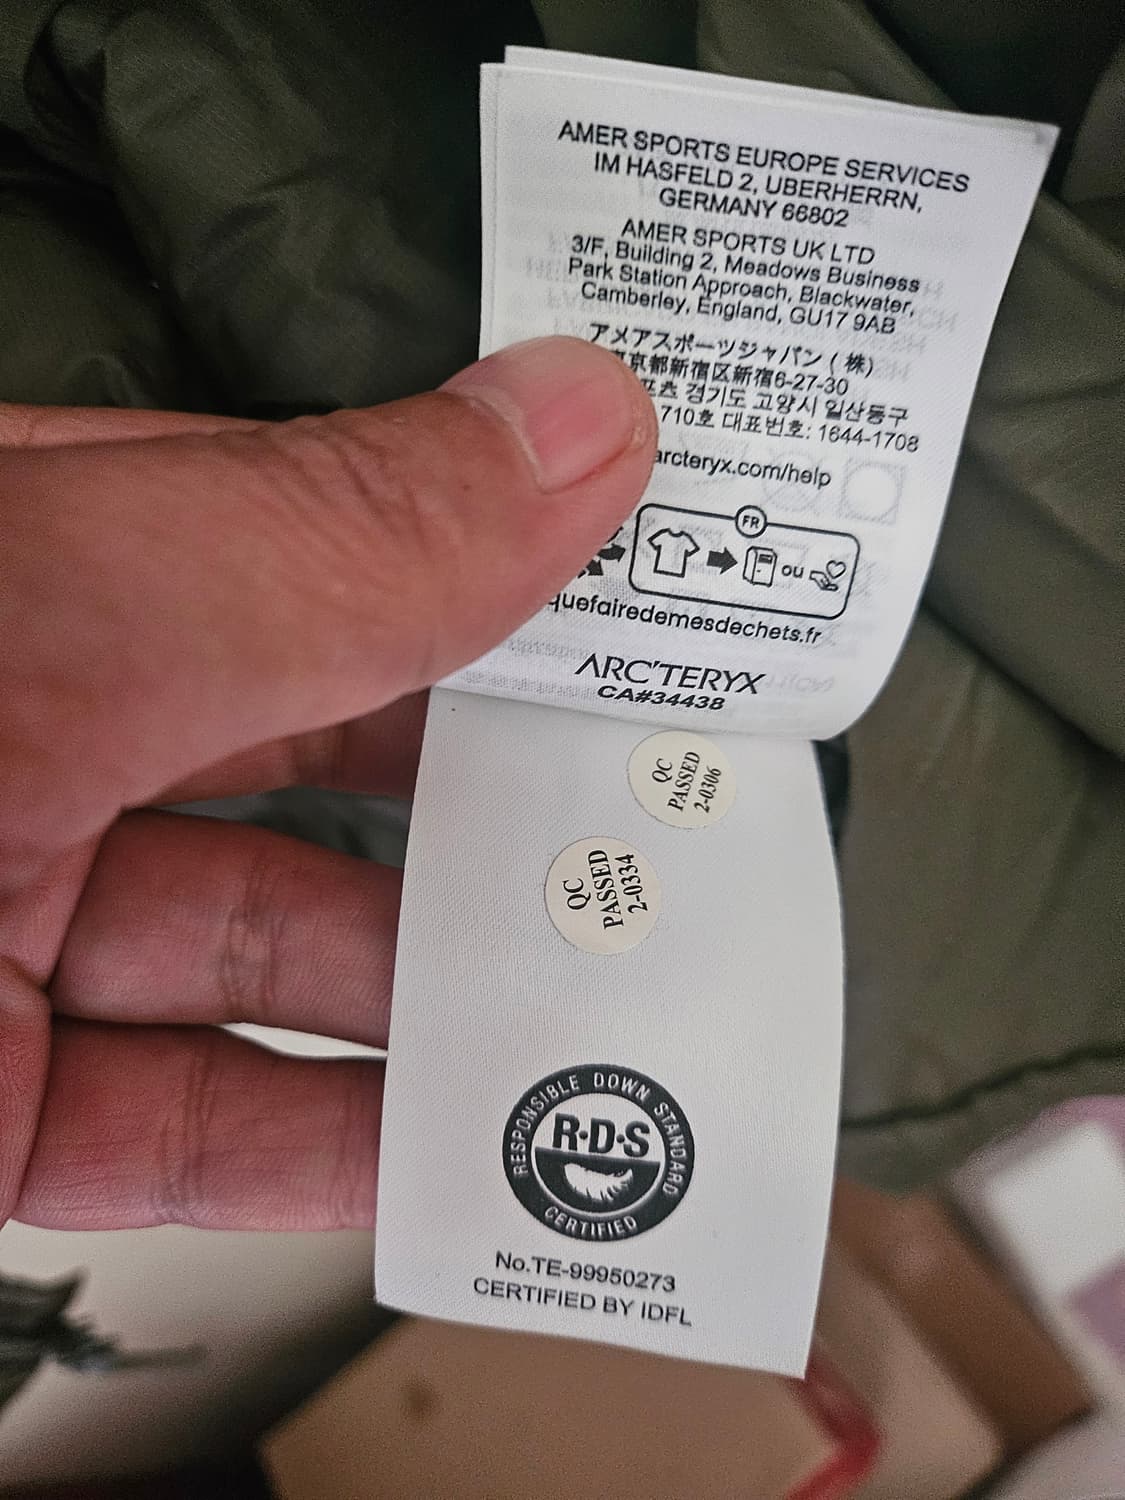 AMER SPORTS EUROPE SERVICES
IM HASFELD 2, UBERHERRN,
GERMANY 66802
AMER SPORTS UK LTD
3/F, Building 2, Meadows Business
Park Station Approach, Blackwater,
Camberley, England, GU17 9AB
アメアスポーツジャパン (株)
京都新宿区新宿6-27-30
경기도 고양시 일산동구
710호 대표번호: 1644-1708
arcteryx.com/help
FR
ou
quefairedemesdechets.fr
ARC'TERYX
CA#34438
QC
PASSED
2-0306
QC
PASSED
2-0334
RESPONSIBLE DOWN STANDARD
R·D·S
CERTIFIED
No.TE-99950273
CERTIFIED BY IDFL